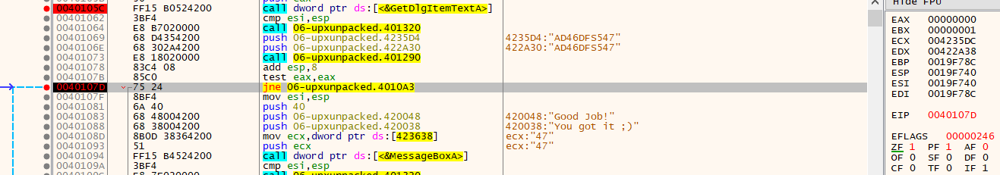 Hide FPU
0040105C FF15 B0524200 call dword ptr ds:[<&GetDlgItemTextA>]
00401062 3BF4 cmp esi,esp
00401064 E8 B7020000 call 06-upxunpacked.401320
00401069 68 D4354200 push 06-upxunpacked.4235D4 4235D4:"AD46DFS547"
0040106E 68 302A4200 push 06-upxunpacked.422A30 422A30:"AD46DFS547"
00401073 E8 18020000 call 06-upxunpacked.401290
00401078 83C4 08 add esp,8
0040107B 85C0 test eax,eax
0040107D 75 24 jne 06-upxunpacked.4010A3
0040107F 8BF4 mov esi,esp
00401081 6A 40 push 40
00401083 68 48004200 push 06-upxunpacked.420048 420048:"Good Job!"
00401088 68 38004200 push 06-upxunpacked.420038 420038:"You got it ;)"
0040108D 8B0D 38364200 mov ecx,dword ptr ds:[423638] ecx:"47"
00401093 51 push ecx ecx:"47"
00401094 FF15 B4524200 call dword ptr ds:[<&MessageBoxA>]
0040109A 3BF4 cmp esi,esp
EAX 00000000
EBX 00000001
ECX 004235DC
EDX 00422A38
EBP 0019F78C
ESP 0019F740
ESI 0019F740
EDI 0019F78C
EIP 0040107D
EFLAGS 00000246
ZF 1 PF 1 AF 0
OF 0 SF 0 DF 0
CF 0 TF 0 IF 1